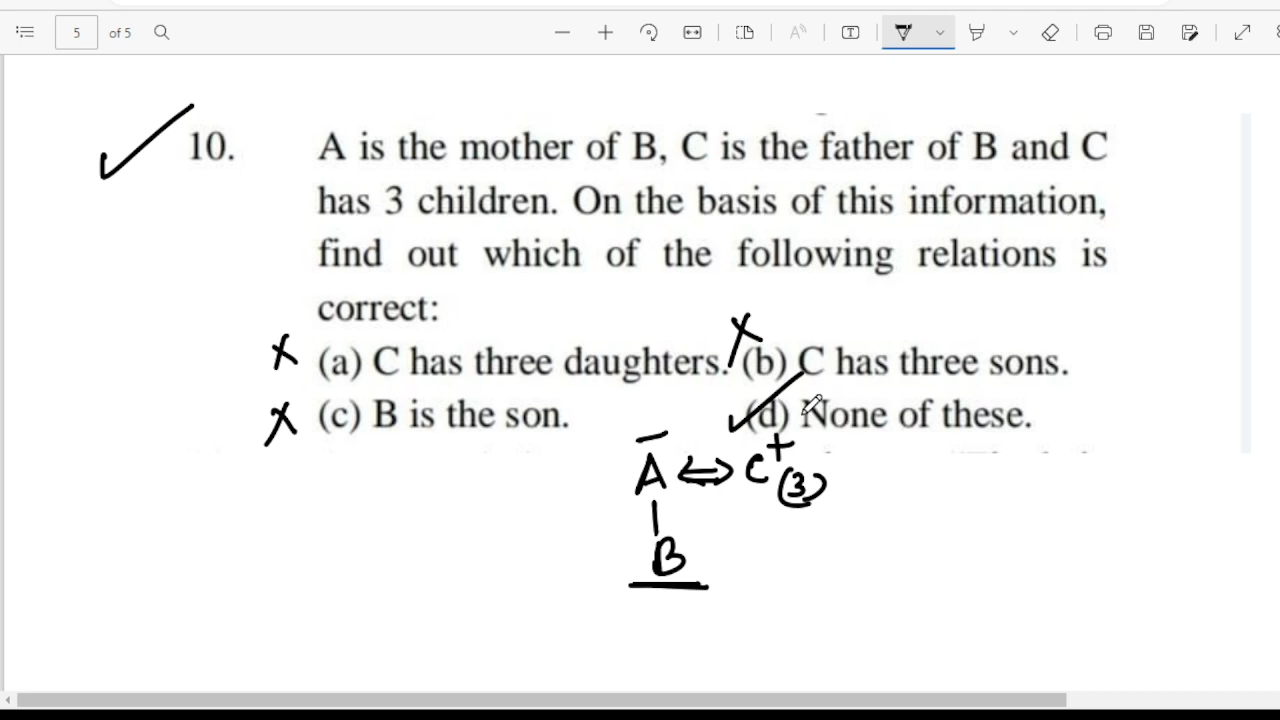 5 of 5
10. A is the mother of B, C is the father of B and C
has 3 children. On the basis of this information,
find out which of the following relations is
correct:
(a) C has three daughters. (b) C has three sons.
(c) B is the son. (d) None of these.
A ⇔ C + (3)
B